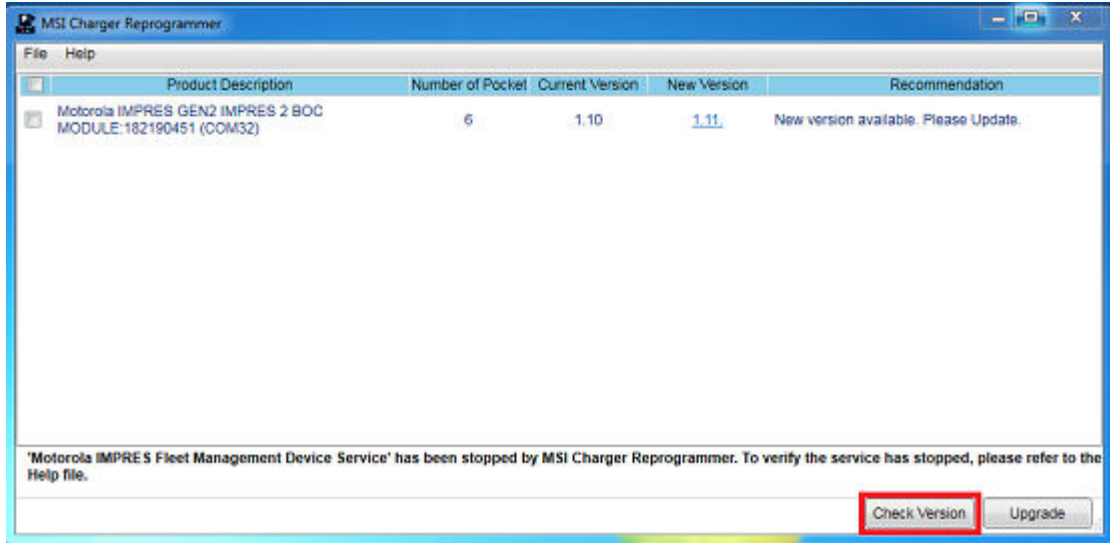 MSI Charger Reprogrammer
File Help
Product Description Number of Pocket Current Version New Version Recommendation
Motorola IMPRES GEN2 IMPRES 2 BOC
MODULE:182190451 (COM32) 6 1.10 1.11. New version available. Please Update.
'Motorola IMPRES Fleet Management Device Service' has been stopped by MSI Charger Reprogrammer. To verify the service has stopped, please refer to the
Help file.
Check Version Upgrade